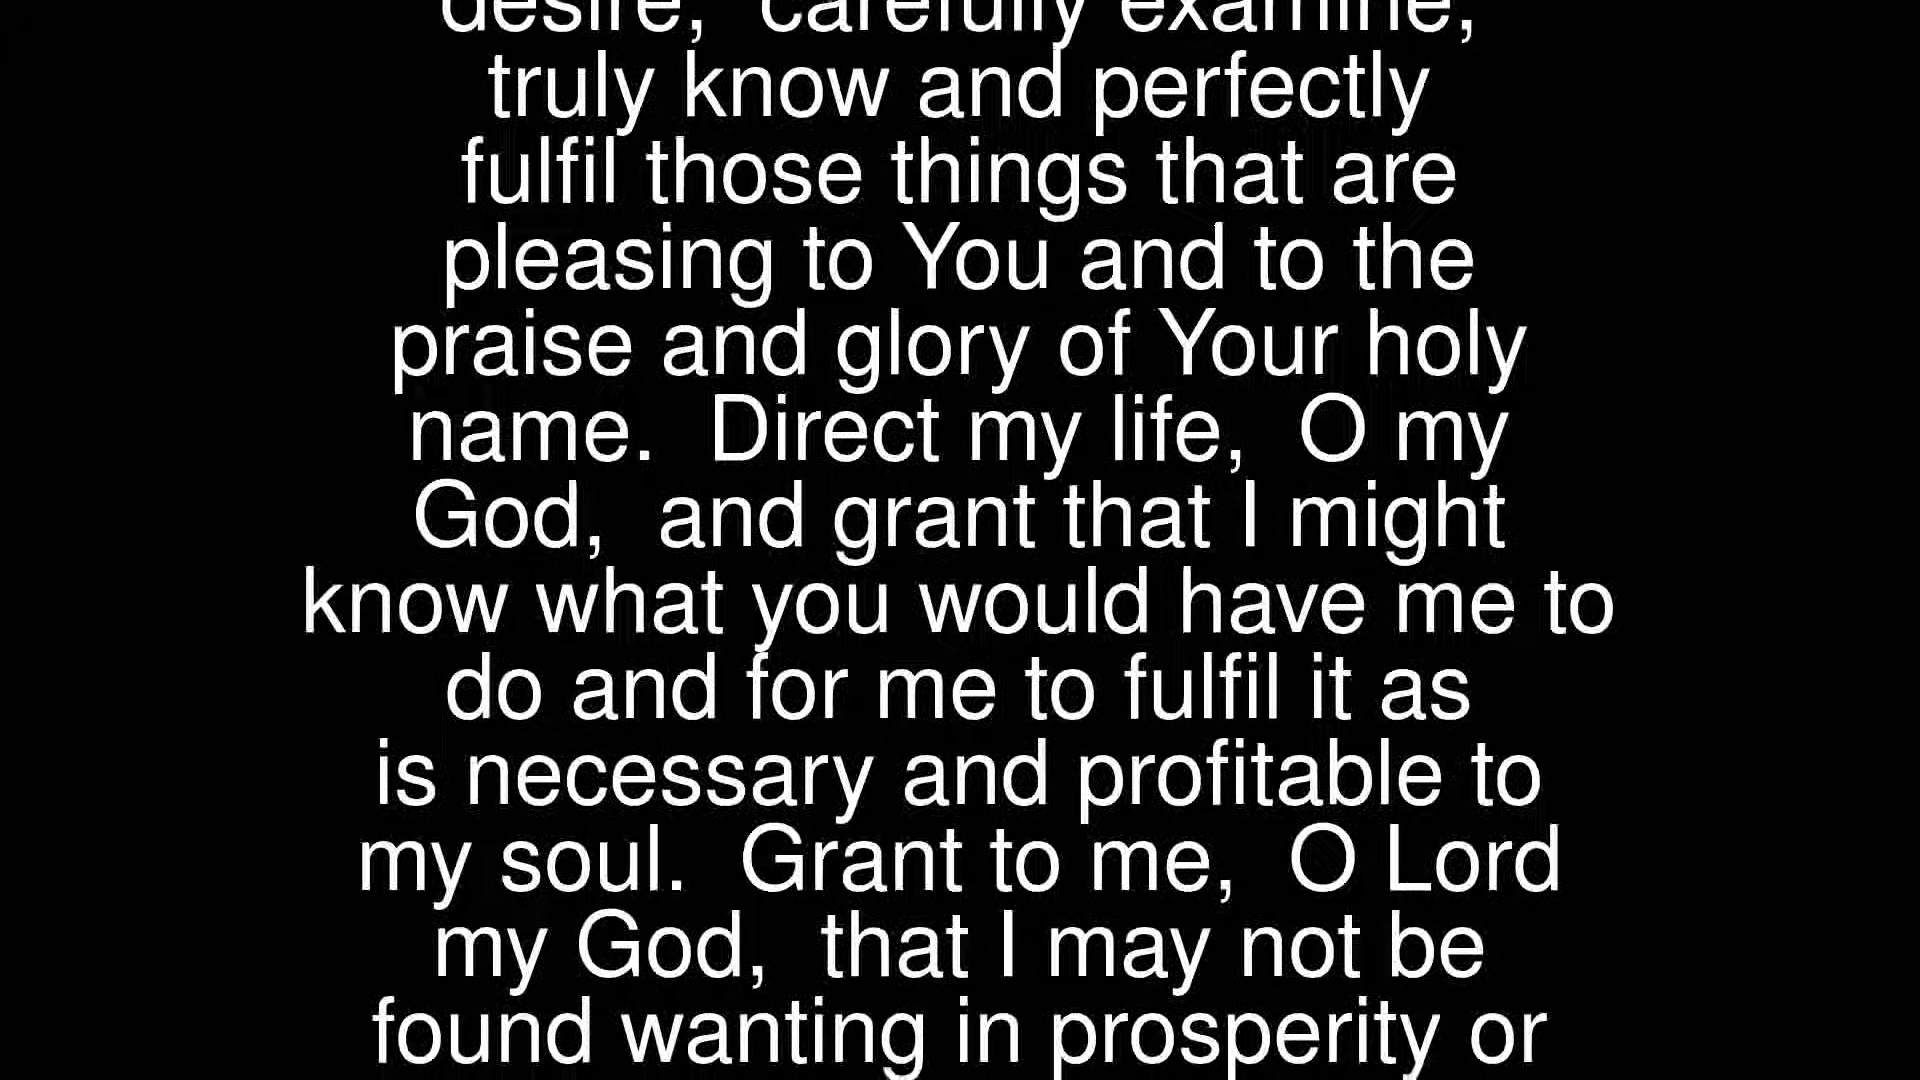 desire,  carefully examine,
truly know and perfectly
fulfil those things that are
pleasing to You and to the
praise and glory of Your holy
name.  Direct my life,  O my
God,  and grant that I might
know what you would have me to
do and for me to fulfil it as
is necessary and profitable to
my soul.  Grant to me,  O Lord
my God,  that I may not be
found wanting in prosperity or